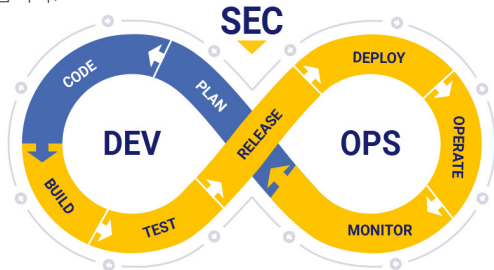 SEC
DEPLOY
CODE
PLAN
DEV
RELEASE
OPS
OPERATE
BUILD
TEST
MONITOR